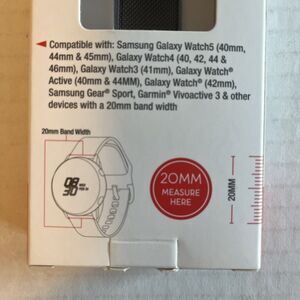 Compatible with: Samsung Galaxy Watch5 (40mm,
44mm & 45mm), Galaxy Watch4 (40, 42, 44 &
46mm), Galaxy Watch3 (41mm), Galaxy Watch®
Active (40mm & 44MM), Galaxy Watch® (42mm),
Samsung Gear® Sport, Garmin® Vivoactive 3 & other
devices with a 20mm band width
20mm Band Width
20MM
MEASURE
HERE
20MM
08
30